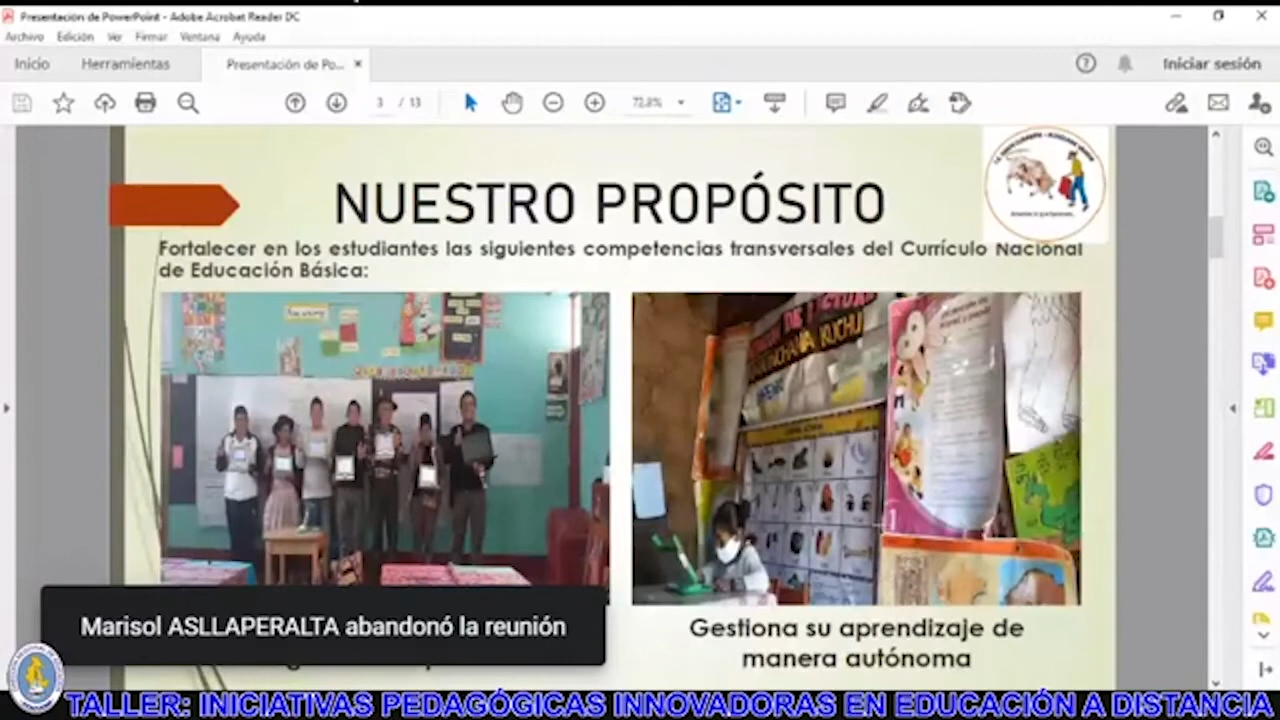 Presentación de PowerPoint - Adobe Acrobat Reader DC
Archivo Edición Ver Firmar Ventana Ayuda
Inicio Herramientas Presentación de Po... × Iniciar sesión
3 / 13 72,8%
NUESTRO PROPÓSITO
Fortalecer en los estudiantes las siguientes competencias transversales del Currículo Nacional
de Educación Básica:
Marisol ASLLAPERALTA abandonó la reunión
Gestiona su aprendizaje de
manera autónoma
TALLER: INICIATIVAS PEDAGÓGICAS INNOVADORAS EN EDUCACIÓN A DISTANCIA